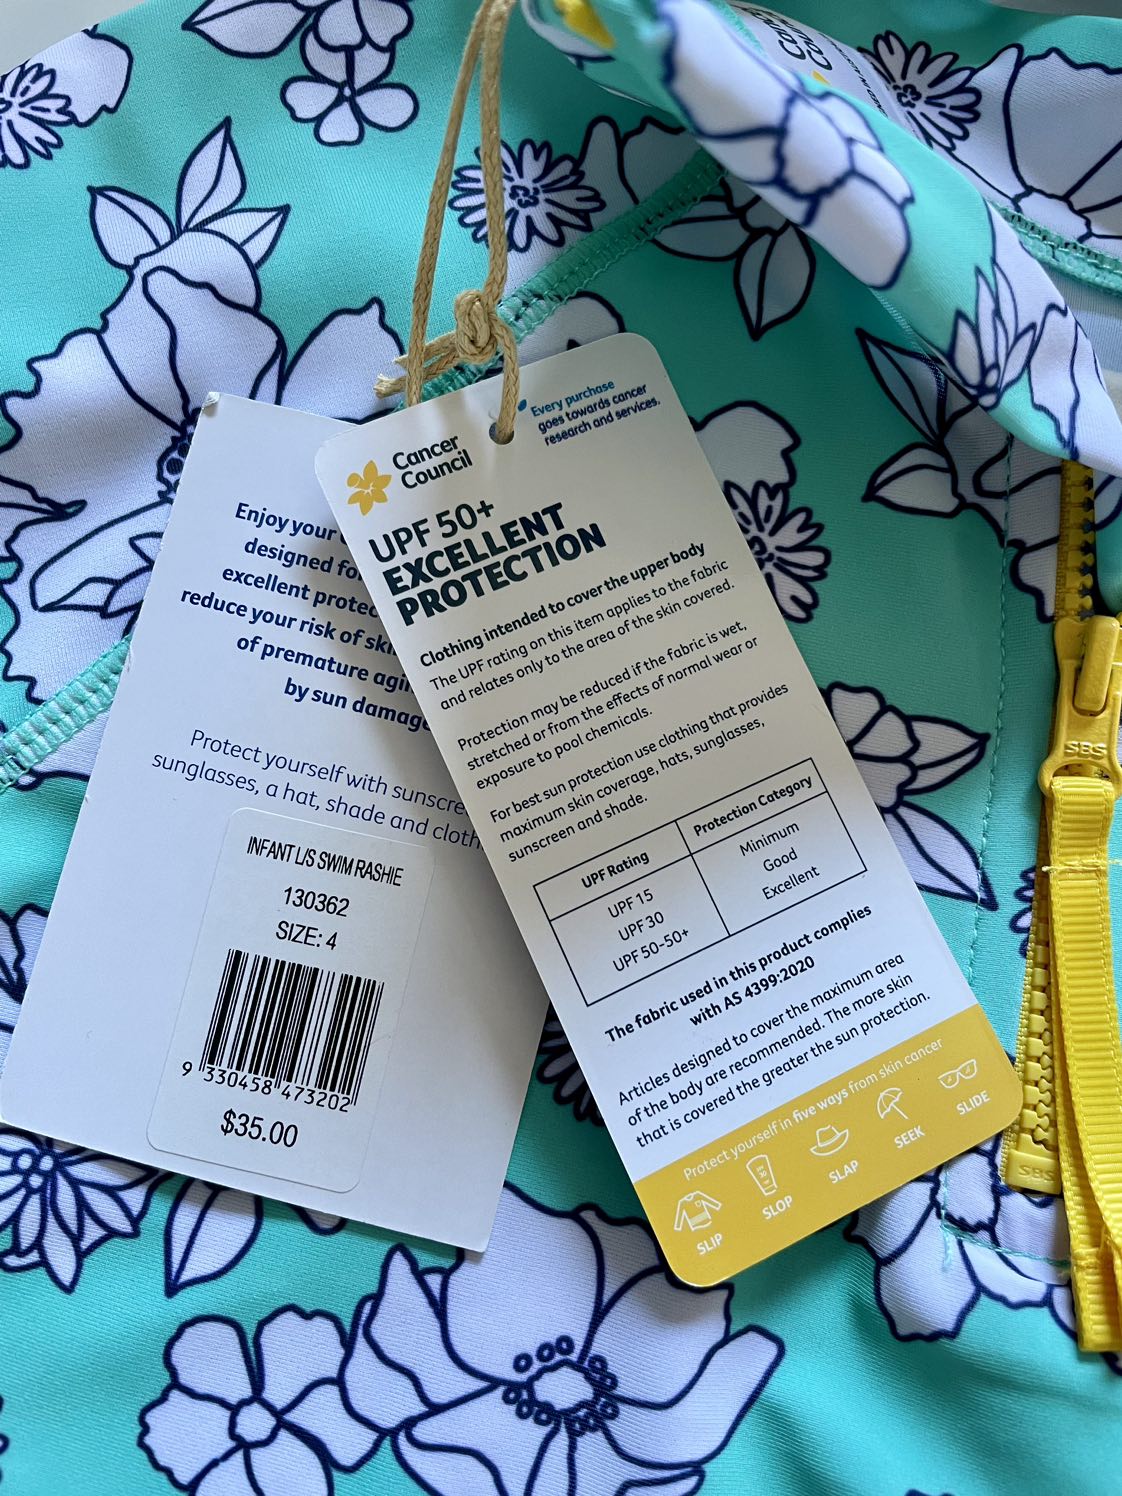 Cancer
Council
Every purchase
goes towards cancer
research and services.
UPF 50+
EXCELLENT
PROTECTION
Clothing intended to cover the upper body
The UPF rating on this item applies to the fabric
and relates only to the area of the skin covered.
Protection may be reduced if the fabric is wet,
stretched or from the effects of normal wear or
exposure to pool chemicals.
For best sun protection use clothing that provides
maximum skin coverage, hats, sunglasses,
sunscreen and shade.
UPF Rating Protection Category
UPF 15 Minimum
UPF 30 Good
UPF 50-50+ Excellent
The fabric used in this product complies
with AS 4399:2020
Articles designed to cover the maximum area
of the body are recommended. The more skin
that is covered the greater the sun protection.
Protect yourself in five ways from skin cancer
SLIP SLOP SLAP SEEK SLIDE
Enjoy your
designed
excellent
reduce your risk of
of premature
by sun
Protect yourself with
sunglasses, a hat, shade and
INFANT L/S SWIM RASHIE
130362
SIZE: 4
9 330458 473202
$35.00
SBS
SBS